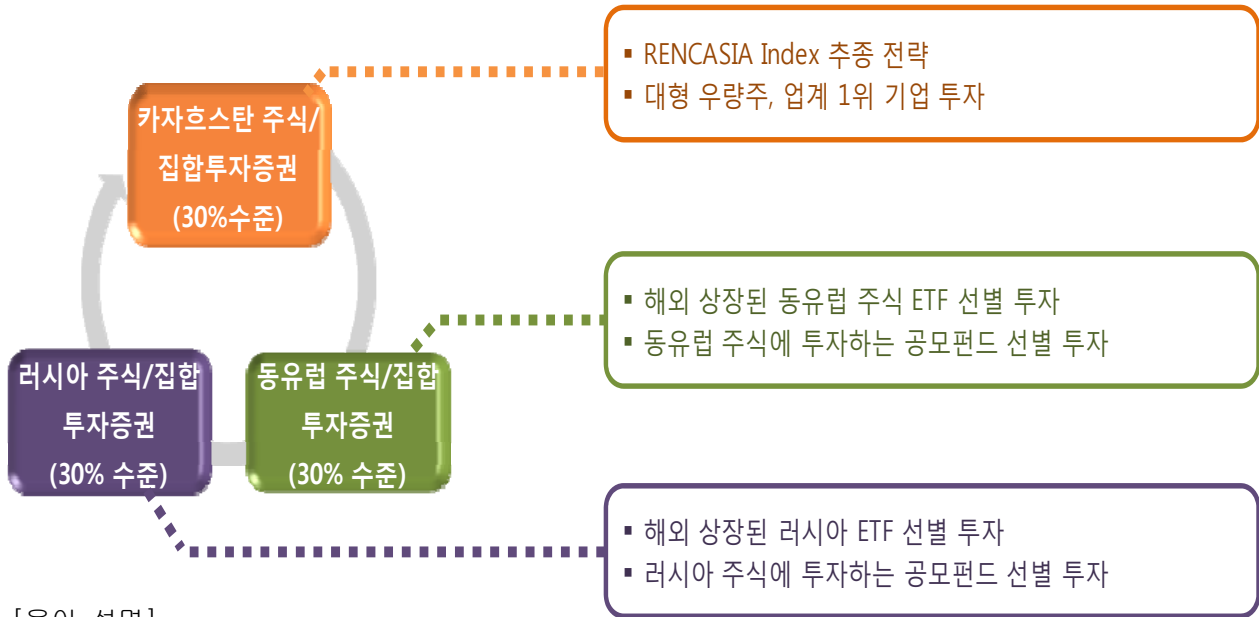 ▪ RENCASIA Index 추종 전략
▪ 대형 우량주, 업계 1위 기업 투자
카자흐스탄 주식/
집합투자증권
(30%수준)
▪ 해외 상장된 동유럽 주식 ETF 선별 투자
▪ 동유럽 주식에 투자하는 공모펀드 선별 투자
러시아 주식/집합
투자증권
(30% 수준)
동유럽 주식/집합
투자증권
(30% 수준)
▪ 해외 상장된 러시아 ETF 선별 투자
▪ 러시아 주식에 투자하는 공모펀드 선별 투자